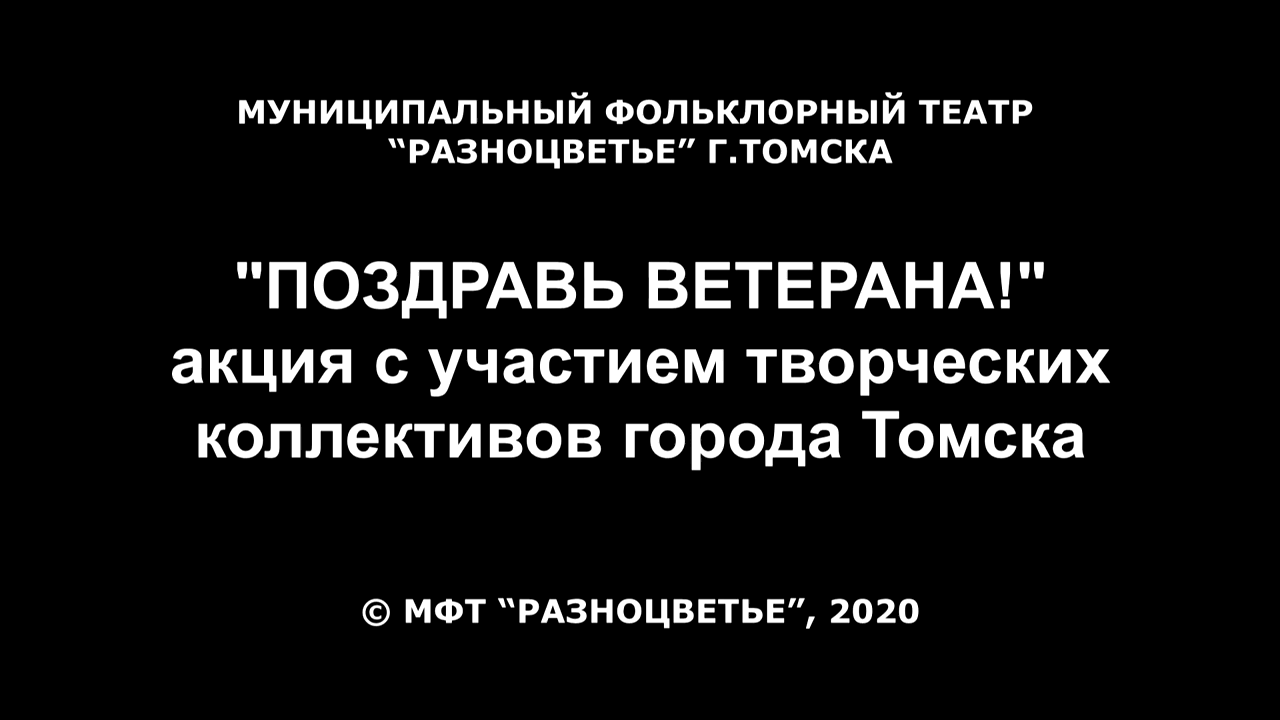 МУНИЦИПАЛЬНЫЙ ФОЛЬКЛОРНЫЙ ТЕАТР
“РАЗНОЦВЕТЬЕ” Г.ТОМСКА
"ПОЗДРАВЬ ВЕТЕРАНА!"
акция с участием творческих
коллективов города Томска
© МФТ “РАЗНОЦВЕТЬЕ”, 2020